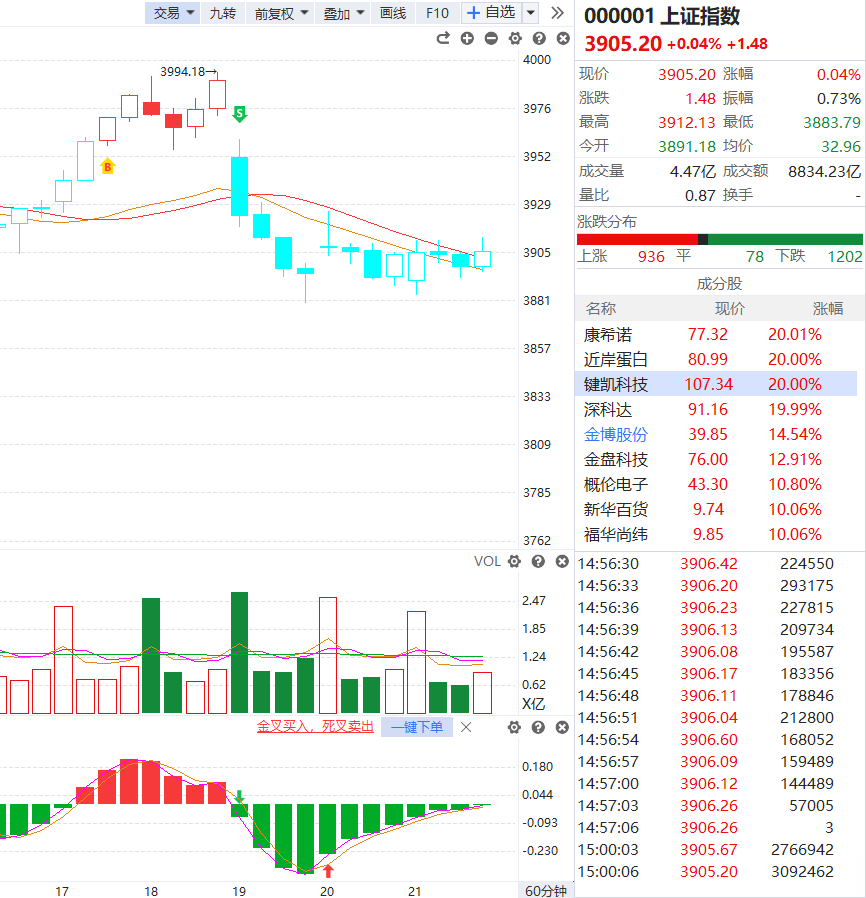 交易 九转 前复权 叠加 画线 F10 + 自选
4000
3976
3952
3929
3905
3881
3857
3833
3809
3785
3762
3994.18→
B
S
VOL
2.47
1.85
1.24
0.62
X亿
金叉买入，死叉卖出 一键下单
0.180
0.044
-0.093
-0.230
17 18 19 20 21 60分钟
000001 上证指数
3905.20 +0.04% +1.48
现价 3905.20 涨幅 0.04%
涨跌 1.48 振幅 0.73%
最高 3912.13 最低 3883.79
今开 3891.18 均价 32.96
成交量 4.47亿 成交额 8834.23亿
量比 0.87 换手 -
涨跌分布
上涨 936 平 78 下跌 1202
成分股
名称 现价 涨幅
康希诺 77.32 20.01%
近岸蛋白 80.99 20.00%
键凯科技 107.34 20.00%
深科达 91.16 19.99%
金博股份 39.85 14.54%
金盘科技 76.00 12.91%
概伦电子 43.30 10.80%
新华百货 9.74 10.06%
福华尚纬 9.85 10.06%
14:56:30 3906.42 224550
14:56:33 3906.20 293175
14:56:36 3906.23 227815
14:56:39 3906.13 209734
14:56:42 3906.08 195587
14:56:45 3906.17 183356
14:56:48 3906.11 178846
14:56:51 3906.04 212800
14:56:54 3906.60 168052
14:56:57 3906.09 159489
14:57:00 3906.12 144489
14:57:03 3906.26 57005
14:57:06 3906.26 3
15:00:03 3905.67 2766942
15:00:06 3905.20 3092462